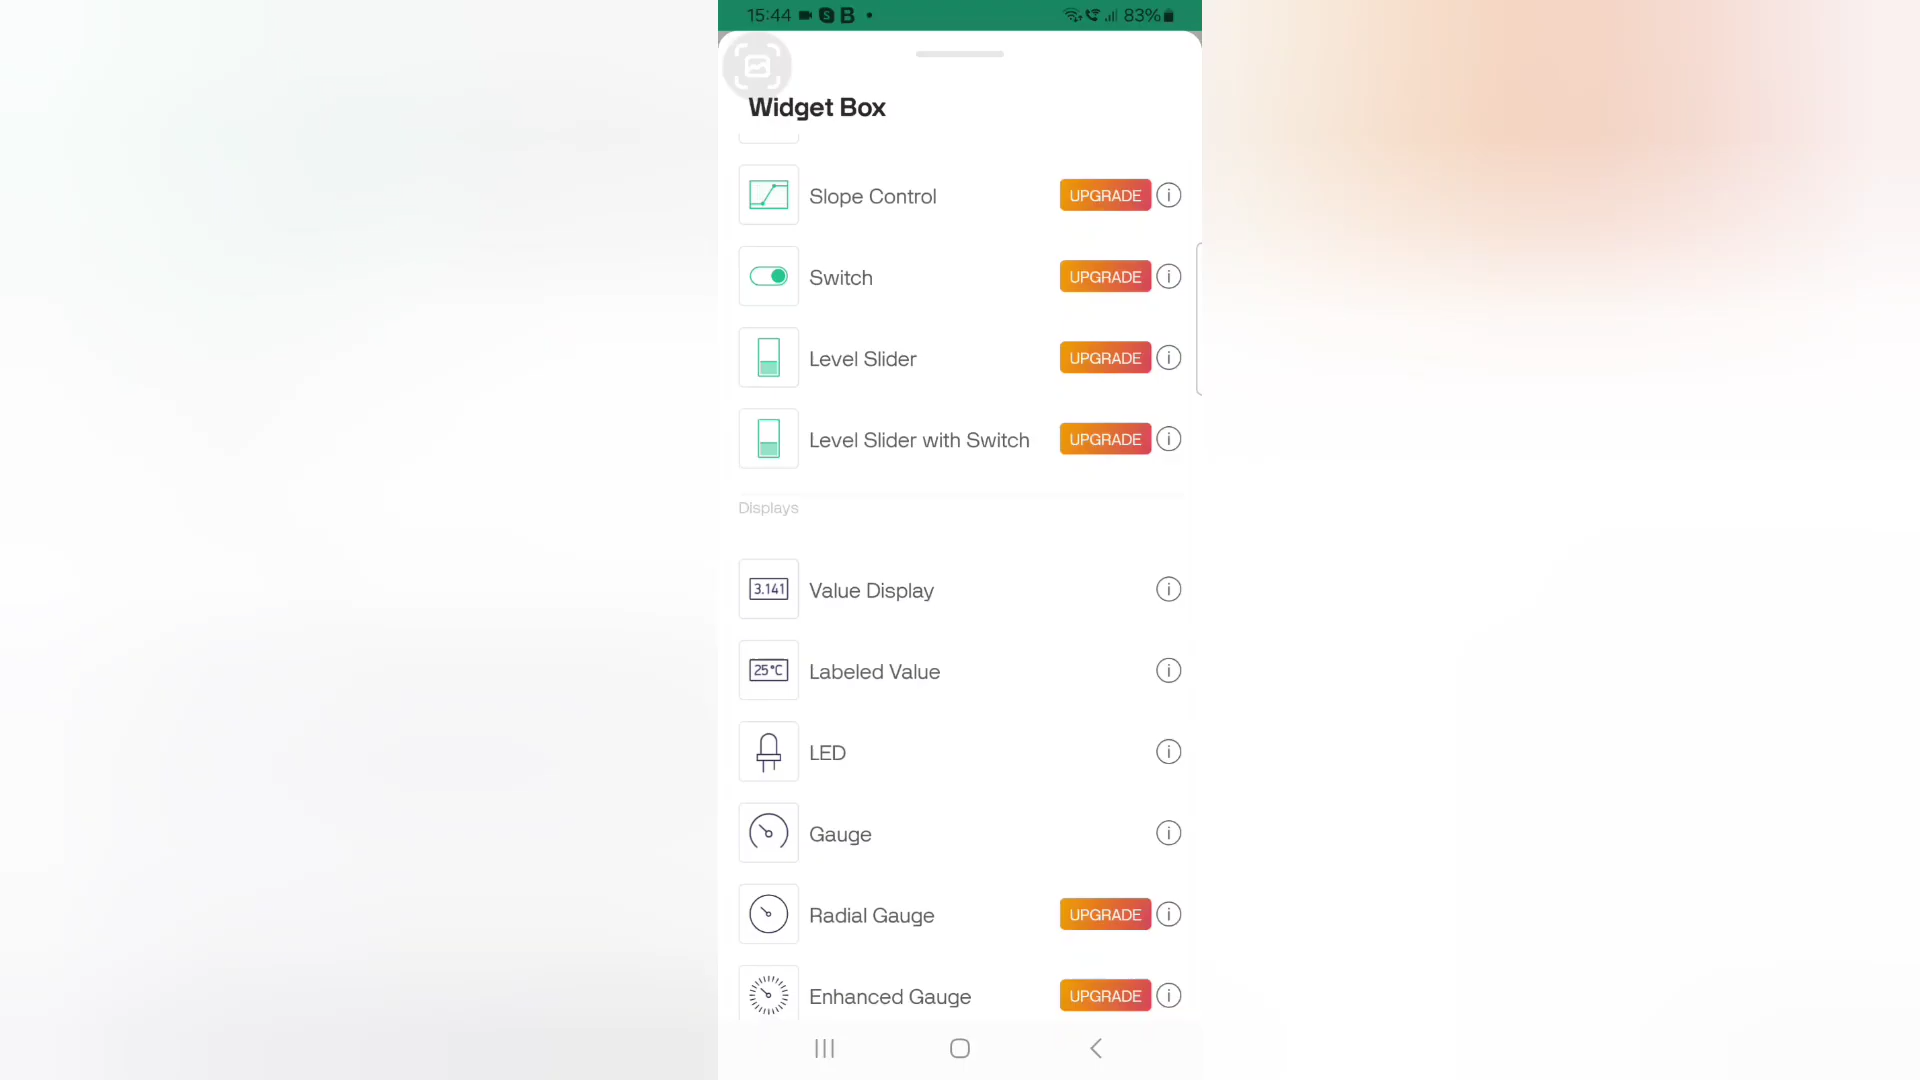 15:44 S B • 83%
Widget Box
Slope Control UPGRADE i
Switch UPGRADE i
Level Slider UPGRADE i
Level Slider with Switch UPGRADE i
Displays
3.141 Value Display i
25°C Labeled Value i
LED i
Gauge i
Radial Gauge UPGRADE i
Enhanced Gauge UPGRADE i